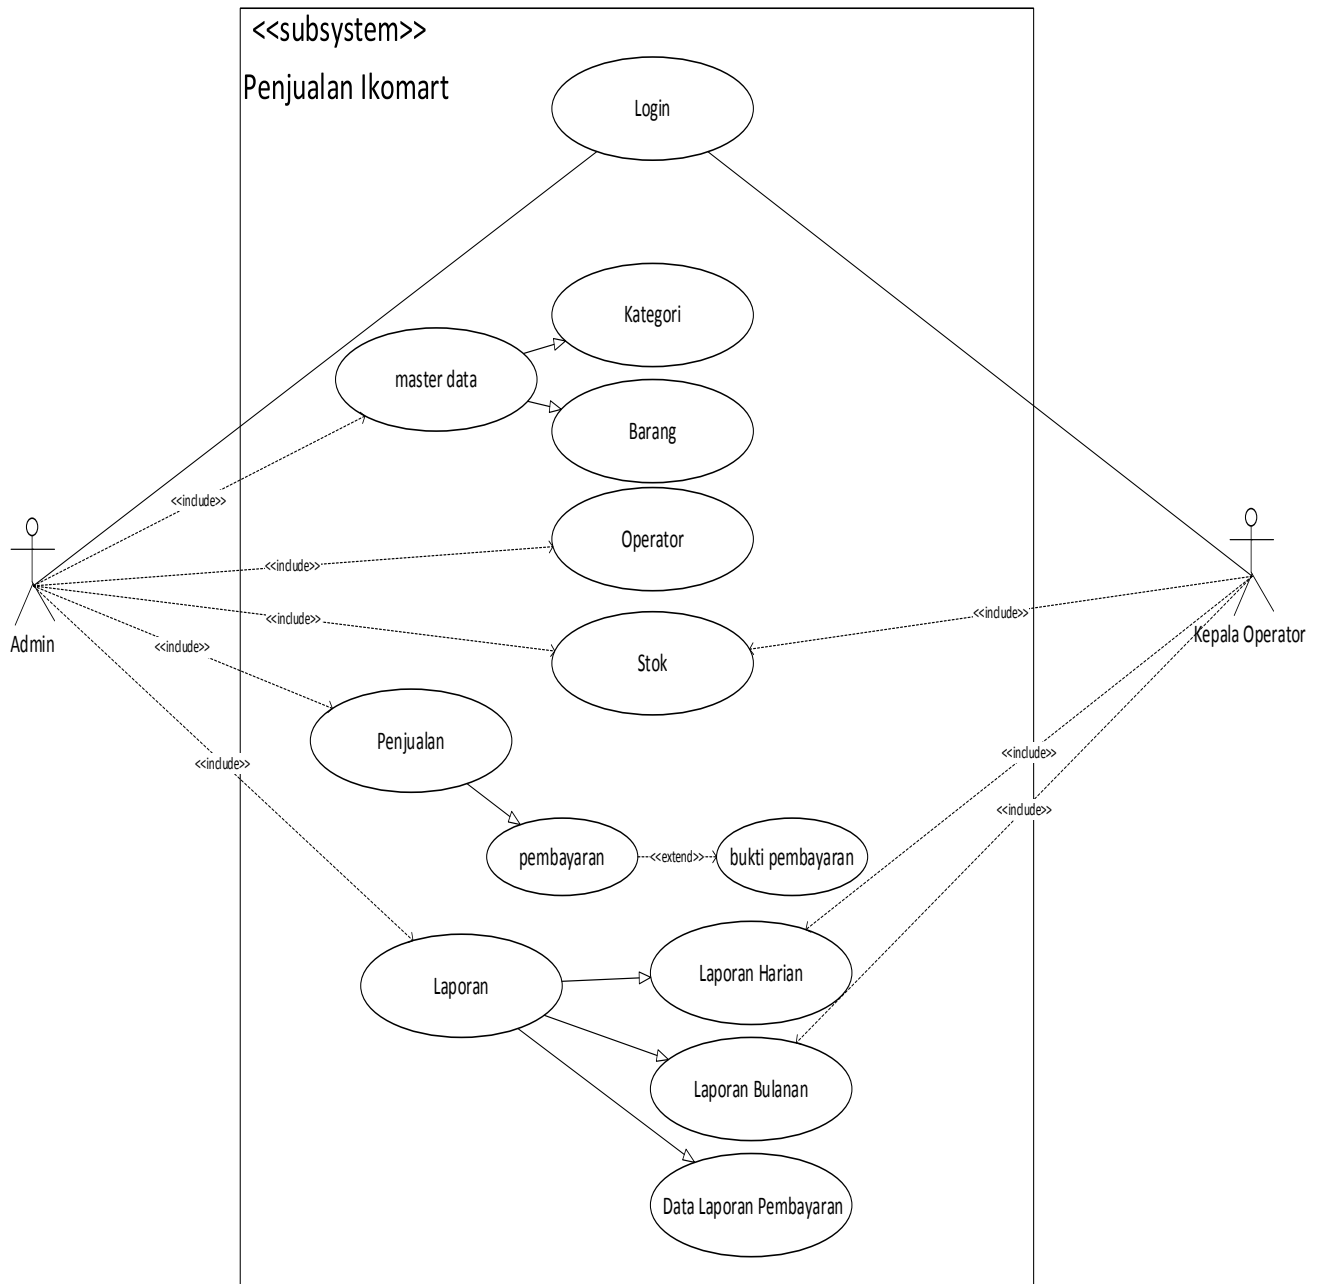 <<subsystem>>
Penjualan Ikomart
Login
Kategori
master data
Barang
<<include>>
Operator
<<include>>
<<include>>
<<include>>
Admin
Kepala Operator
<<include>>
Stok
Penjualan
<<include>>
<<include>>
<<include>>
pembayaran
<<extend>>
bukti pembayaran
Laporan
Laporan Harian
Laporan Bulanan
Data Laporan Pembayaran